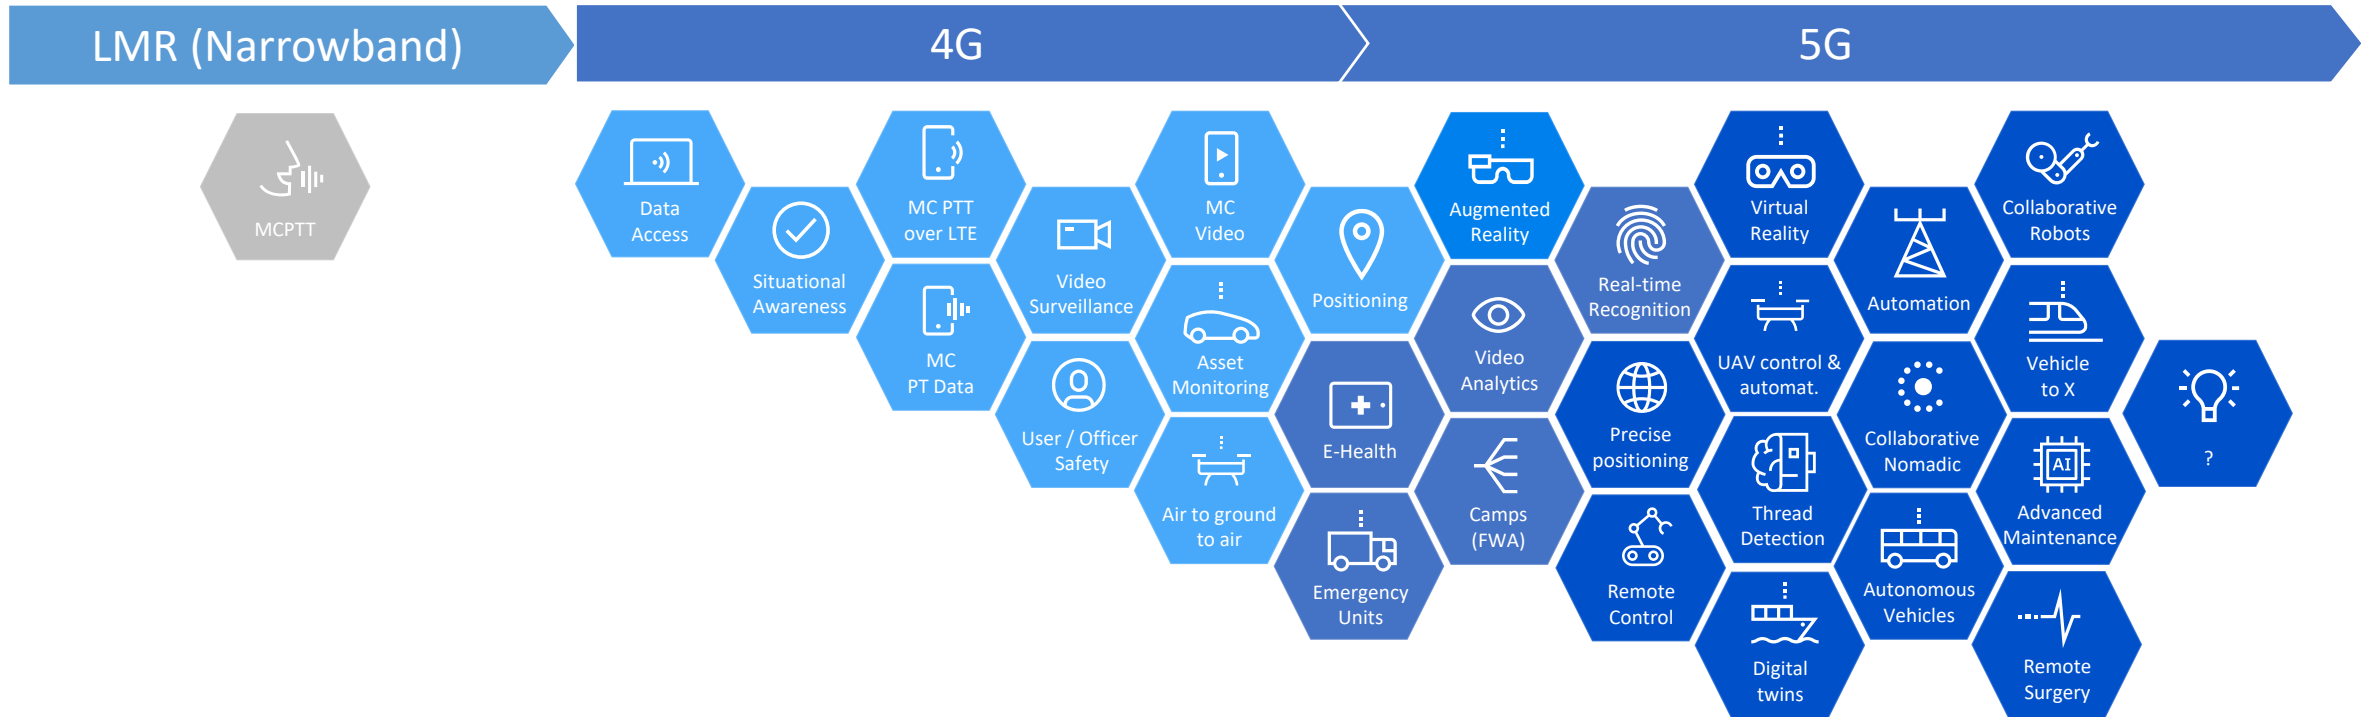 LMR (Narrowband)
4G
5G
MCPTT
Data
Access
Situational
Awareness
MC PTT
over LTE
MC
PT Data
Video
Surveillance
User / Officer
Safety
MC
Video
Asset
Monitoring
Air to ground
to air
Positioning
E-Health
Emergency
Units
Augmented
Reality
Video
Analytics
Camps
(FWA)
Real-time
Recognition
Precise
positioning
Remote
Control
Virtual
Reality
UAV control &
automat.
Thread
Detection
Digital
twins
Automation
Collaborative
Nomadic
Autonomous
Vehicles
Collaborative
Robots
Vehicle
to X
AI
Advanced
Maintenance
Remote
Surgery
?